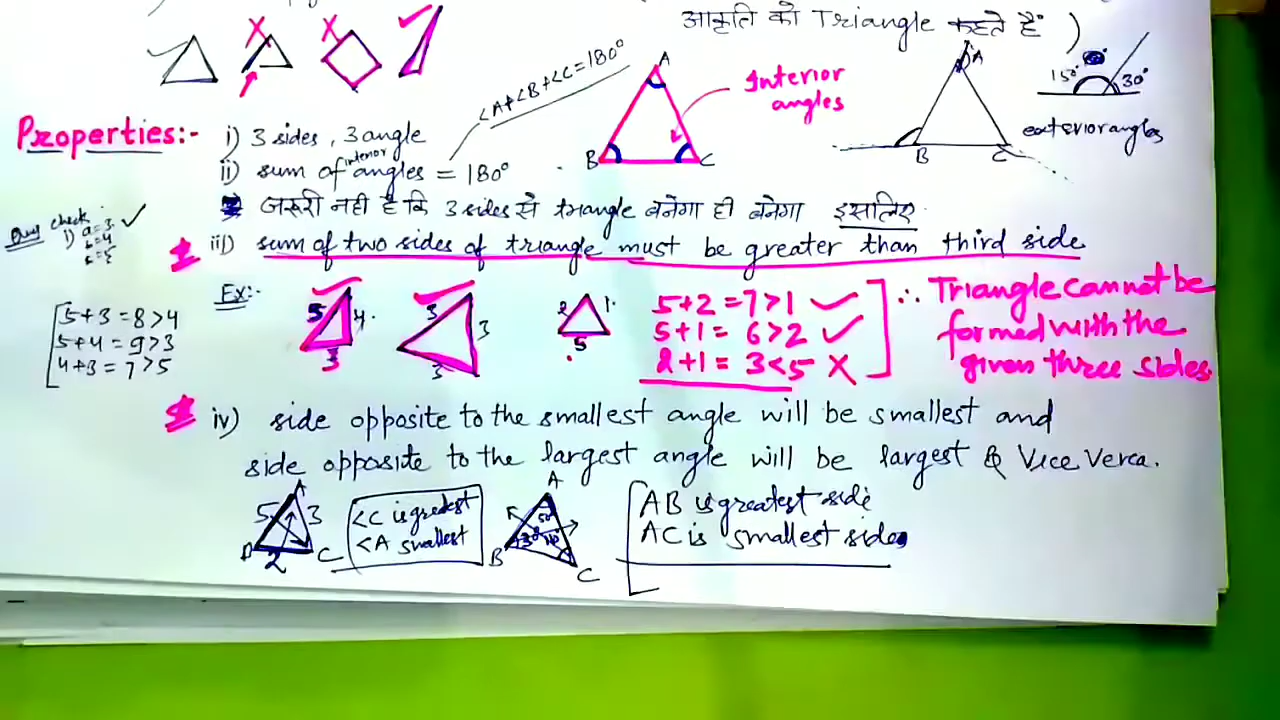 आकृति को Triangle कहते हैं )
∠A+∠B+∠C=180°
A
B
C
Interior
angles
A
B
C
150°
30°
exterior angles
Properties:-
i) 3 sides, 3 angle
ii) sum of interior angles = 180°
जरूरी नही है कि 3 sides से triangle बनेगा ही बनेगा इसलिए
check
i) a=3
b=4
c=5
iii) sum of two sides of triangle must be greater than third side
Ex:-
5 4
3
3 3
3
2 1
5
5+2 = 7>1
5+1 = 6>2
2+1 = 3<5 X
∴ Triangle cannot be
formed with the
given three sides
5+3=8>4
5+4=9>3
4+3=7>5
iv) side opposite to the smallest angle will be smallest and
side opposite to the largest angle will be largest & Vice Verca.
A
5 3
B C
2
<C is greatest
<A smallest
A
50°
30°
B
C
AB is greatest side
AC is smallest side